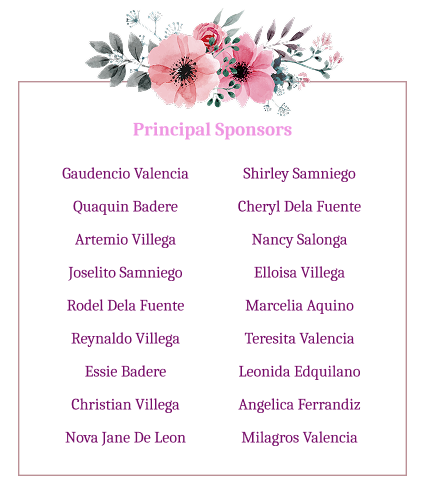 Principal Sponsors
Gaudencio Valencia Shirley Samniego
Quaquin Badere Cheryl Dela Fuente
Artemio Villega Nancy Salonga
Joselito Samniego Elloisa Villega
Rodel Dela Fuente Marcelia Aquino
Reynaldo Villega Teresita Valencia
Essie Badere Leonida Edquilano
Christian Villega Angelica Ferrandiz
Nova Jane De Leon Milagros Valencia